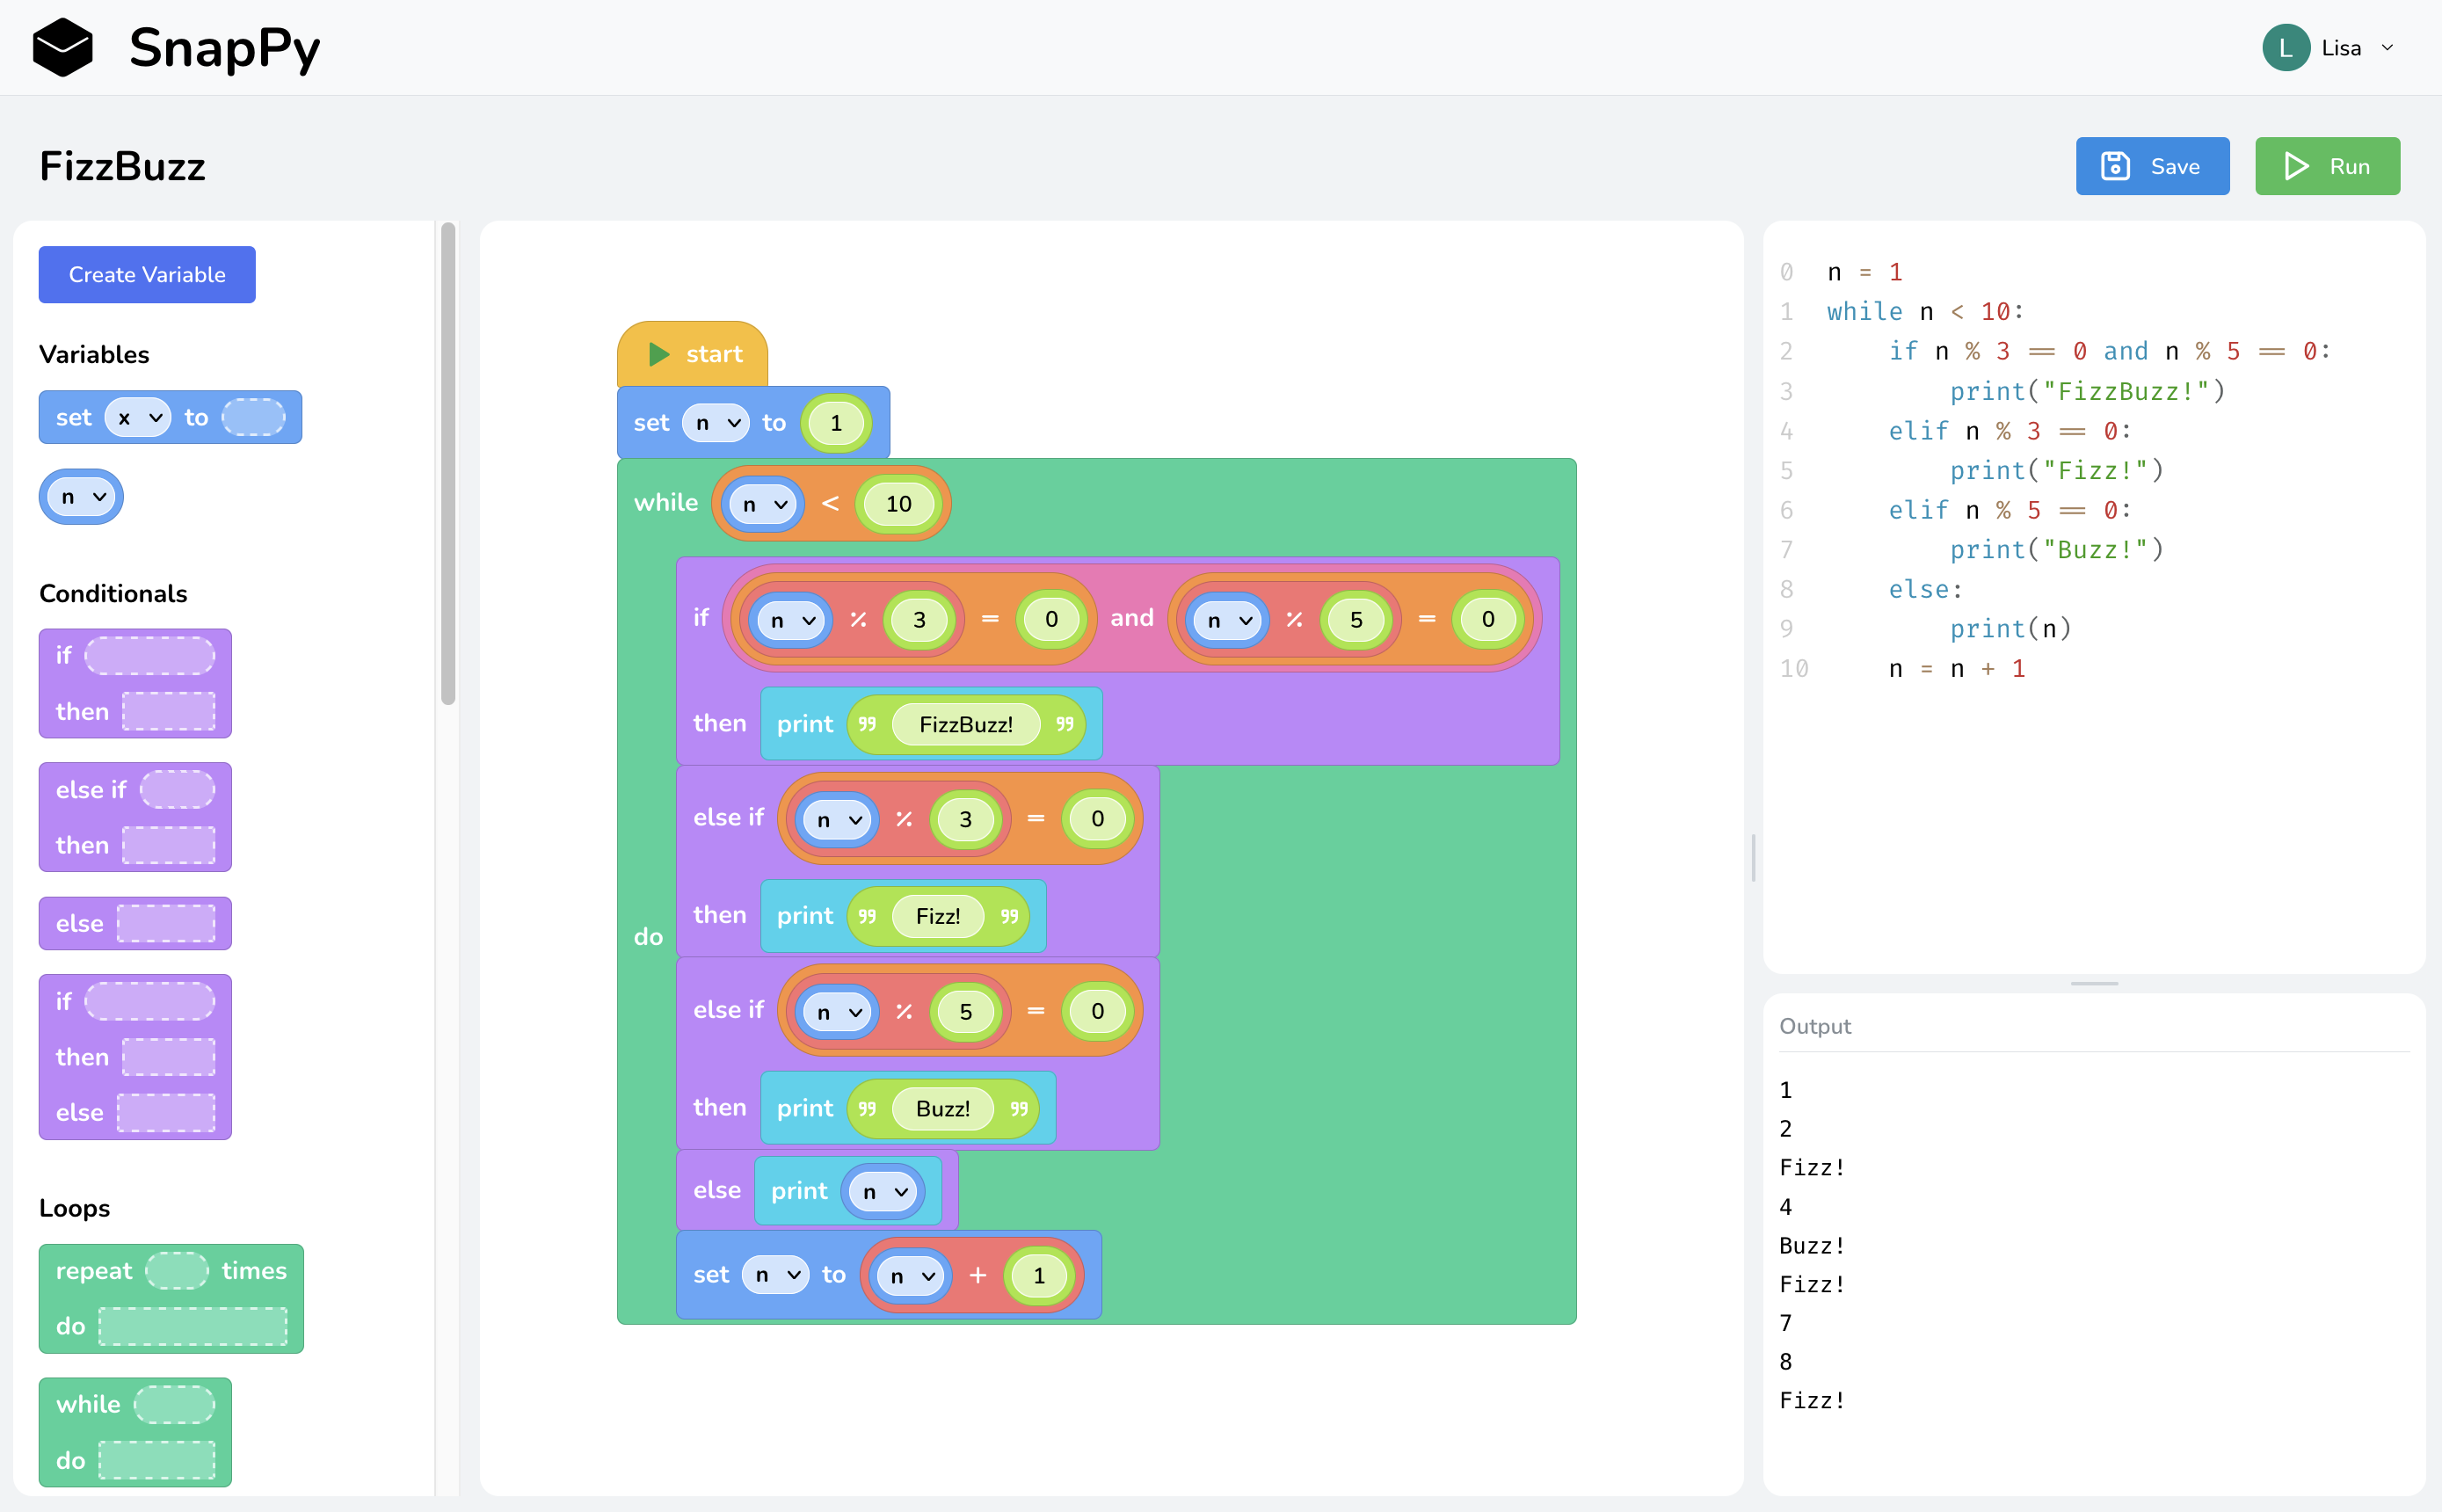 SnapPy
L Lisa
FizzBuzz
Save
Run
Create Variable
Variables
set x to
n
Conditionals
if
then
else if
then
else
if
then
else
Loops
repeat times
do
while
do
start
set n to 1
while n < 10
if n % 3 = 0 and n % 5 = 0
then print " FizzBuzz! "
else if n % 3 = 0
then print " Fizz! "
do
else if n % 5 = 0
then print " Buzz! "
else print n
set n to n + 1
0 n = 1
1 while n < 10:
2 if n % 3 == 0 and n % 5 == 0:
3 print("FizzBuzz!")
4 elif n % 3 == 0:
5 print("Fizz!")
6 elif n % 5 == 0:
7 print("Buzz!")
8 else:
9 print(n)
10 n = n + 1
Output
1
2
Fizz!
4
Buzz!
Fizz!
7
8
Fizz!